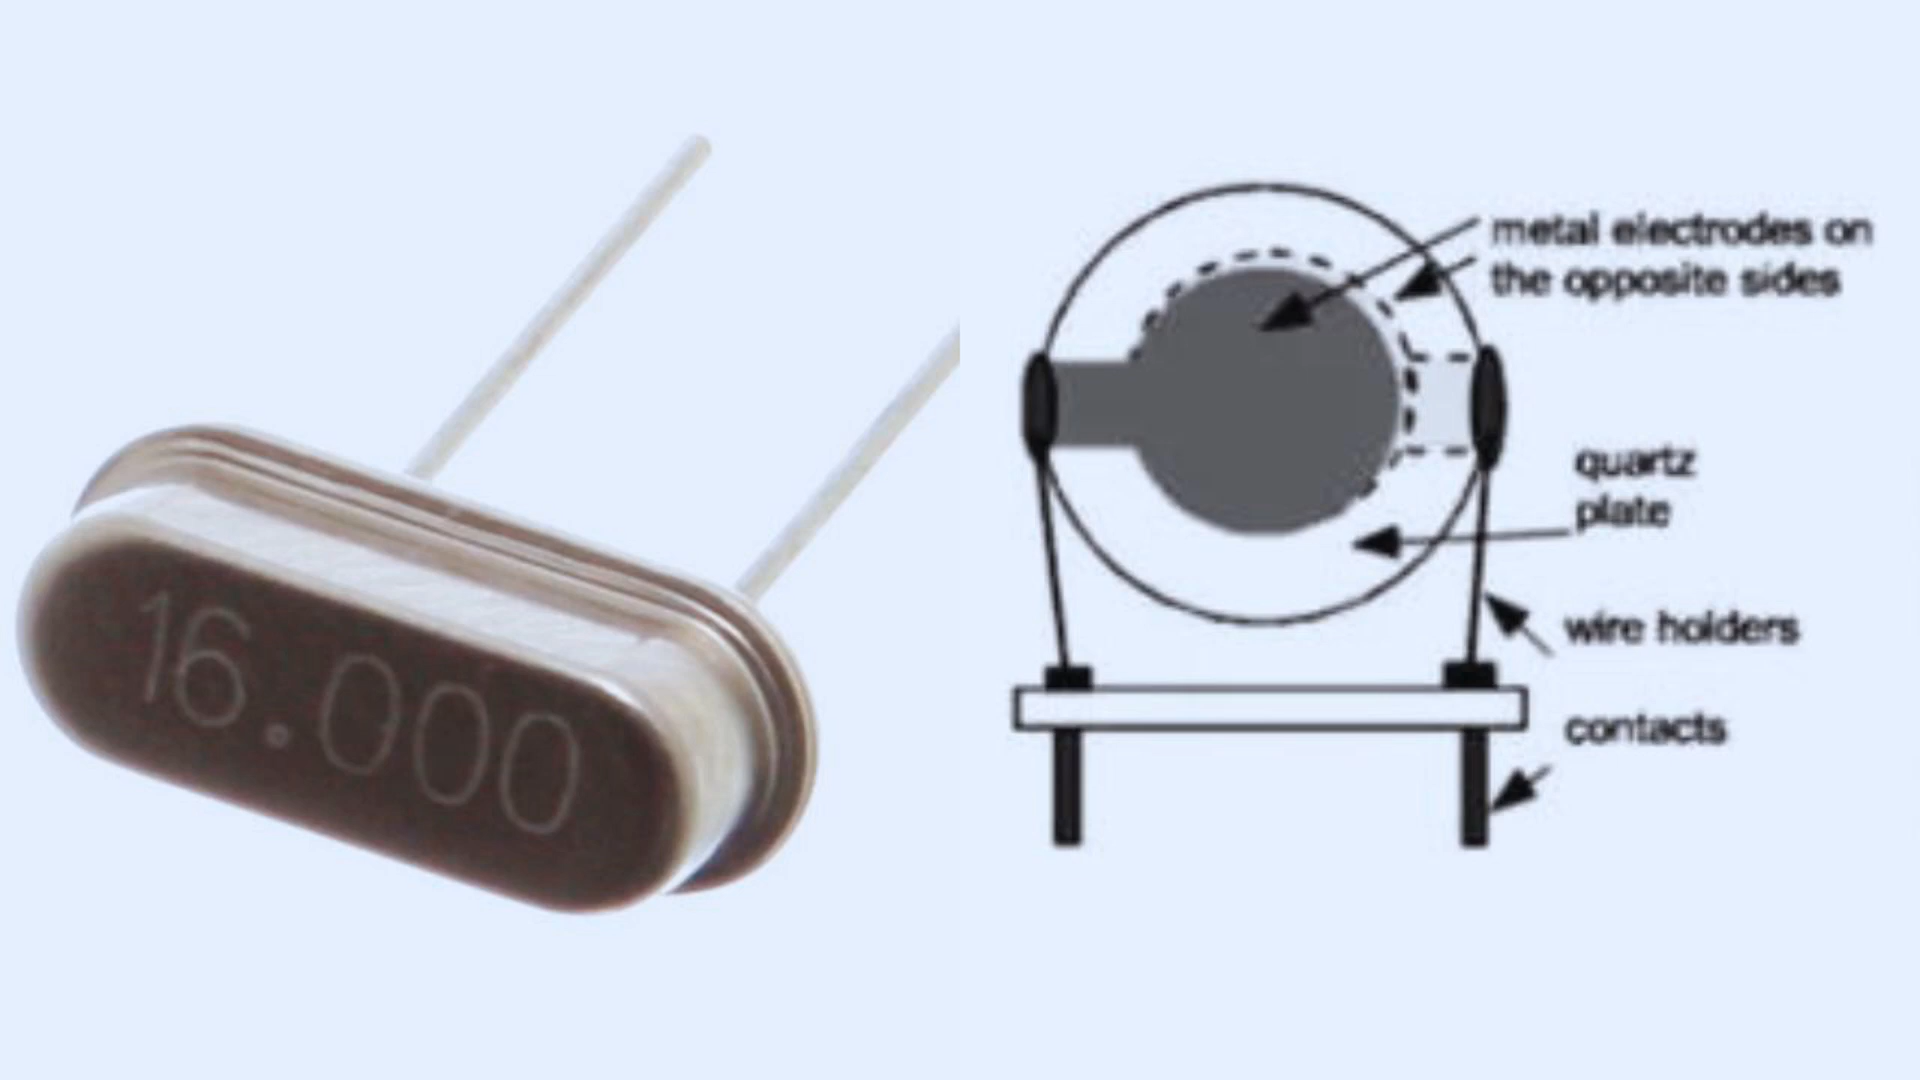 16.000
metal electrodes on
the opposite sides
quartz
plate
wire holders
contacts